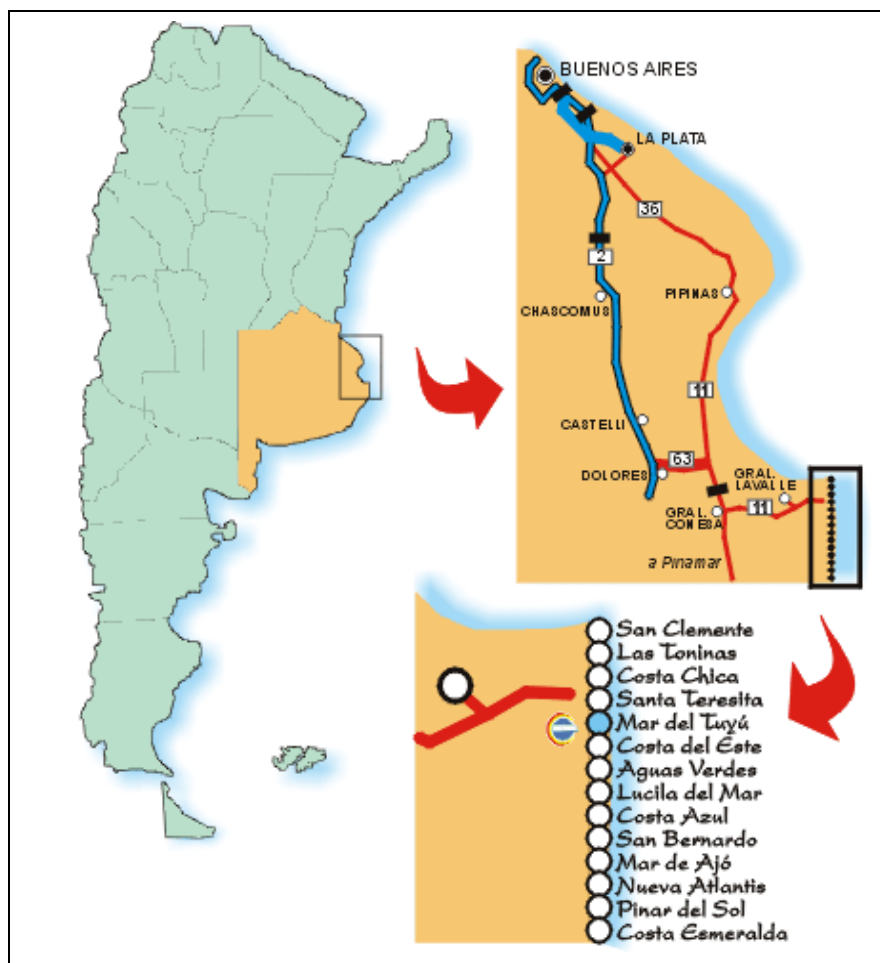 BUENOS AIRES
LA PLATA
36
2
PIPINAS
CHASCOMUS
11
CASTELLI
63
DOLORES
GRAL.
LAVALLE
GRAL.
CONESA
11
a Pinamar
San Clemente
Las Toninas
Costa Chica
Santa Teresita
Mar del Tuyú
Costa del Éste
Aguas Verdes
Lucila del Mar
Costa Azul
San Bernardo
Mar de Ajó
Nueva Atlantis
Pinar del Sol
Costa Esmeralda